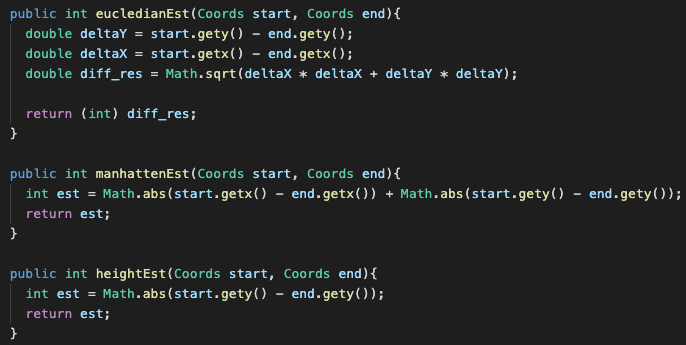 public int eucledianEst(Coords start, Coords end){
  double deltaY = start.gety() - end.gety();
  double deltaX = start.getx() - end.getx();
  double diff_res = Math.sqrt(deltaX * deltaX + deltaY * deltaY);

  return (int) diff_res;
}

public int manhattenEst(Coords start, Coords end){
  int est = Math.abs(start.getx() - end.getx()) + Math.abs(start.gety() - end.gety());
  return est;
}

public int heightEst(Coords start, Coords end){
  int est = Math.abs(start.gety() - end.gety());
  return est;
}